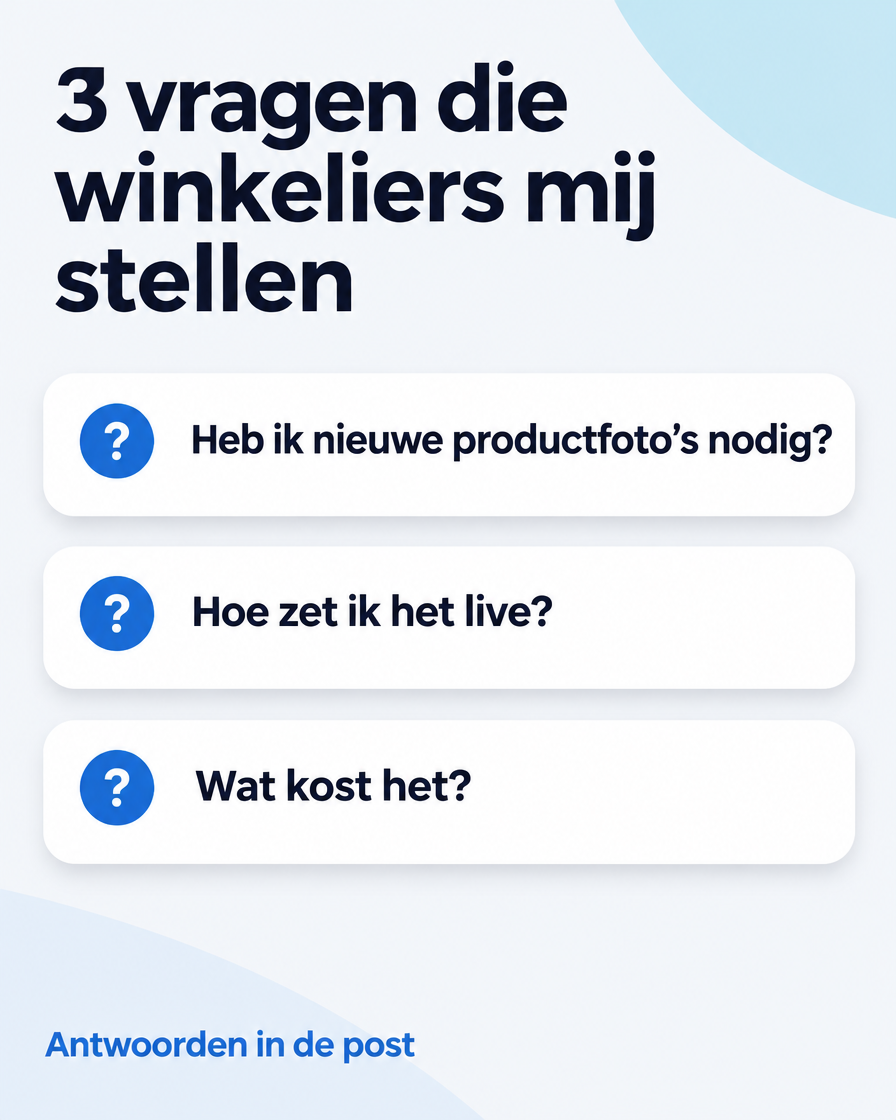 3 vragen die
winkeliers mij
stellen
? Heb ik nieuwe productfoto’s nodig?
? Hoe zet ik het live?
? Wat kost het?
Antwoorden in de post